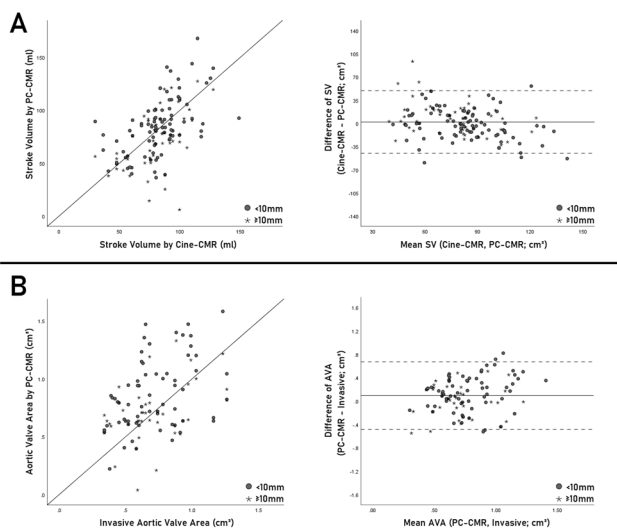 A
Stroke Volume by PC-CMR (ml)
150
100
50
0
0
50
100
150
Stroke Volume by Cine-CMR (ml)
<10mm
≥10mm
Difference of SV
(Cine-CMR - PC-CMR; cm³)
140
105
70
35
0
-35
-70
-105
-140
30
60
90
120
150
Mean SV (Cine-CMR, PC-CMR; cm³)
<10mm
≥10mm
B
Aortic Valve Area by PC-CMR (cm²)
1.5
1.0
.5
.0
.0
.5
1.0
1.5
Invasive Aortic Valve Area (cm²)
<10mm
≥10mm
Difference of AVA
(PC-CMR - Invasive; cm²)
1.6
1.2
.8
.4
.0
-.4
-.8
-1.2
-1.6
.00
.50
1.00
1.50
Mean AVA (PC-CMR, Invasive; cm²)
<10mm
≥10mm